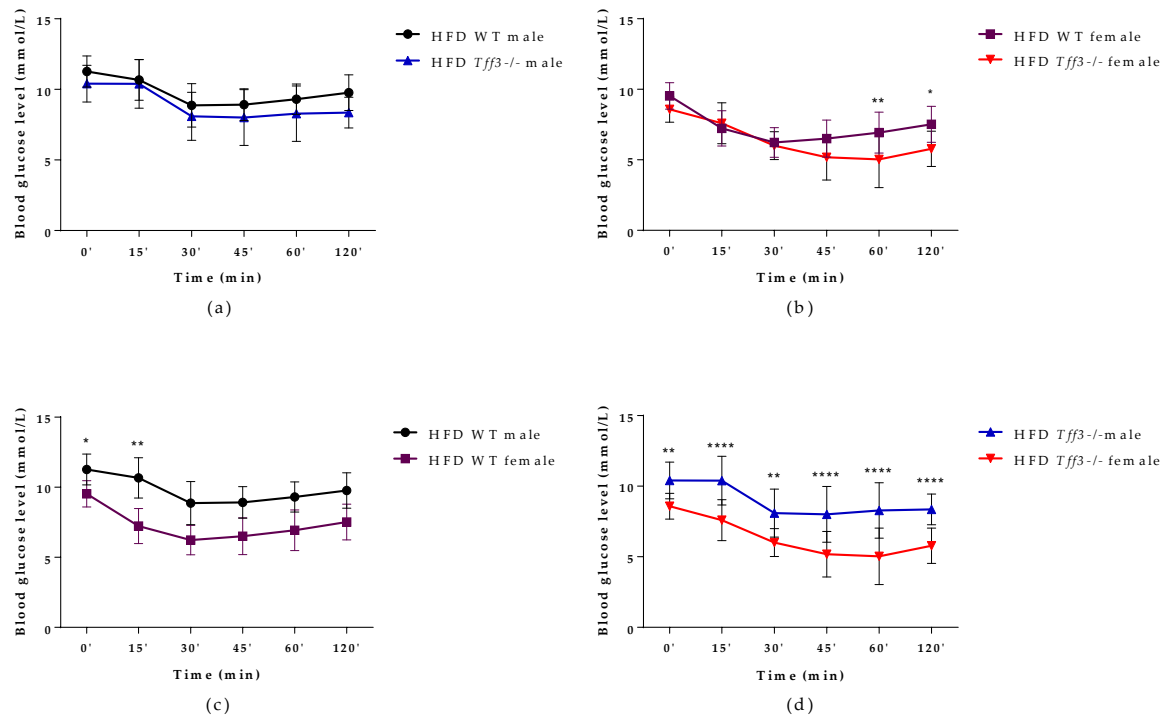 15
10
5
0
Blood glucose level (mmol/L)
0' 15' 30' 45' 60' 120'
Time (min)
HFD WT male
HFD Tff3-/- male
(a)
15
10
5
0
Blood glucose level (mmol/L)
** *
0' 15' 30' 45' 60' 120'
Time (min)
HFD WT female
HFD Tff3-/- female
(b)
15
10
5
0
Blood glucose level (mmol/L)
* **
0' 15' 30' 45' 60' 120'
Time (min)
HFD WT male
HFD WT female
(c)
15
10
5
0
Blood glucose level (mmol/L)
** **** ** **** **** ****
0' 15' 30' 45' 60' 120'
Time (min)
HFD Tff3-/-male
HFD Tff3-/- female
(d)